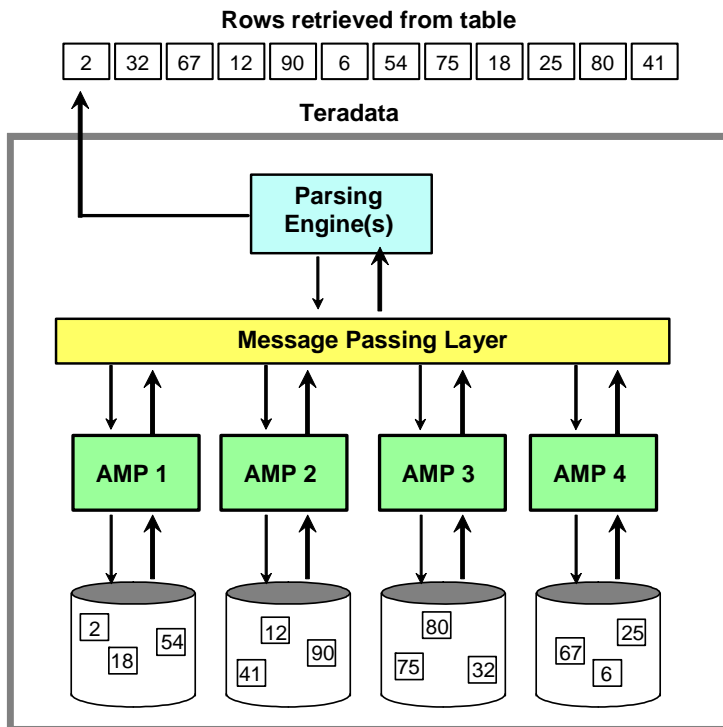 Rows retrieved from table
2 32 67 12 90 6 54 75 18 25 80 41
Teradata
Parsing
Engine(s)
Message Passing Layer
AMP 1 AMP 2 AMP 3 AMP 4
2 18 54
12 41 90
80 75 32
25 67 6